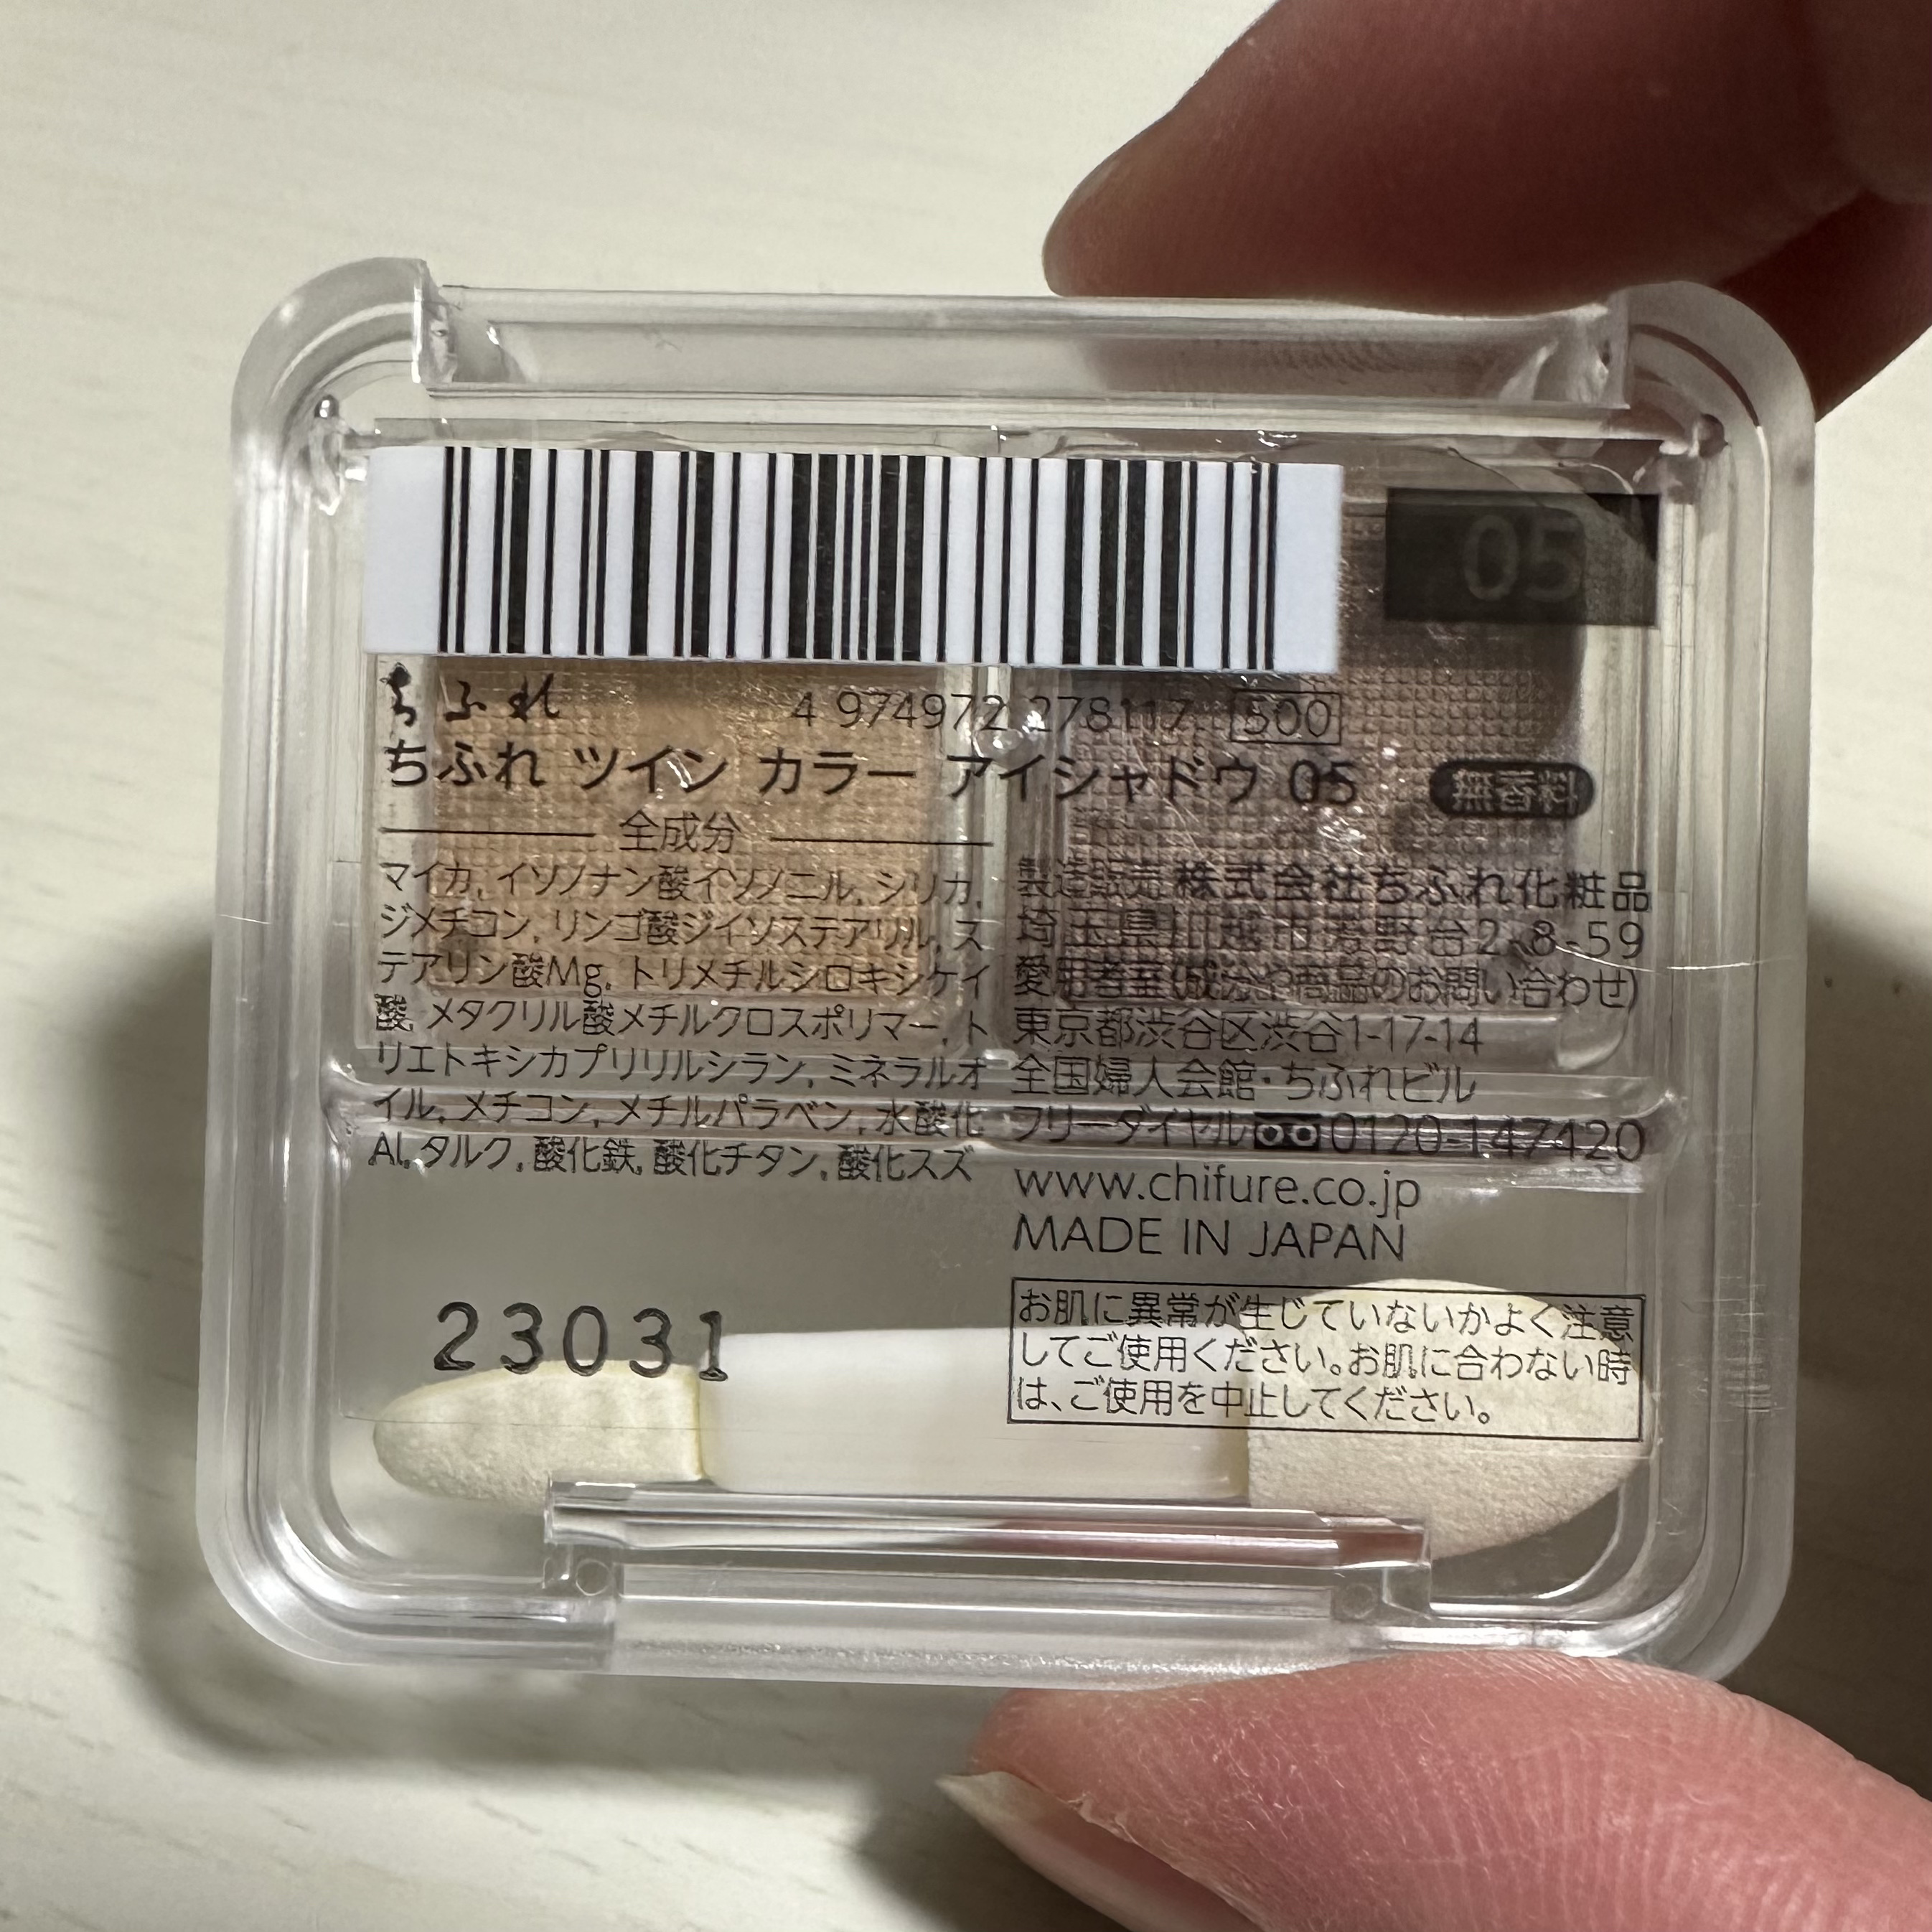 05
ちふれ
4 974972 278117 500
ちふれ ツイン カラー アイシャドウ 05 無香料
全成分
マイカ, イソノナン酸イソノニル, シリカ,
ジメチコン, リンゴ酸ジイソステアリル, ス
テアリン酸Mg, トリメチルシロキシケイ
酸, メタクリル酸メチルクロスポリマー, ト
リエトキシカプリリルシラン, ミネラルオ
イル, メチコン, メチルパラベン, 水酸化
Al, タルク, 酸化鉄, 酸化チタン, 酸化スズ
製造販売 株式会社ちふれ化粧品
埼玉県川越市芳野台2-8-59
愛用者室(成分や商品のお問い合わせ)
東京都渋谷区渋谷1-17-14
全国婦人会館・ちふれビル
フリーダイヤル 0120-147420
www.chifure.co.jp
MADE IN JAPAN
お肌に異常が生じていないかよく注意
してご使用ください。お肌に合わない時
は、ご使用を中止してください。
23031